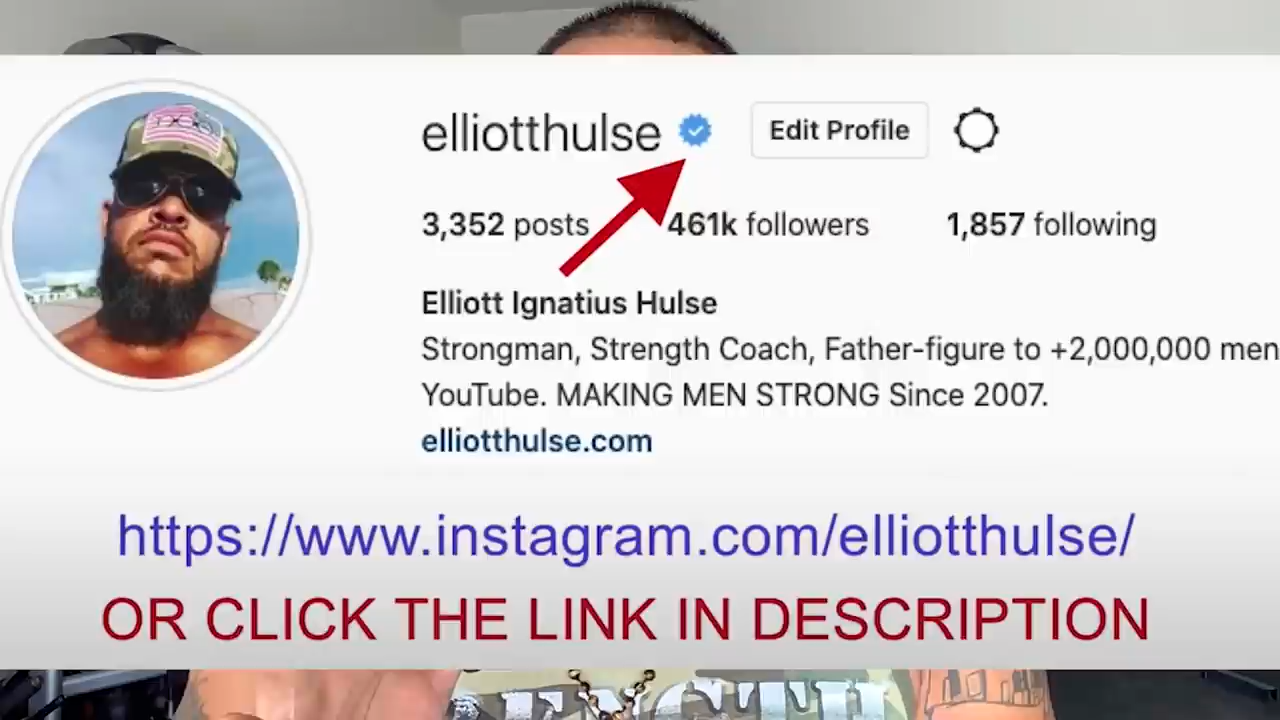 elliotthulse Edit Profile
3,352 posts 461k followers 1,857 following
Elliott Ignatius Hulse
Strongman, Strength Coach, Father-figure to +2,000,000 men
YouTube. MAKING MEN STRONG Since 2007.
elliotthulse.com
https://www.instagram.com/elliotthulse/
OR CLICK THE LINK IN DESCRIPTION